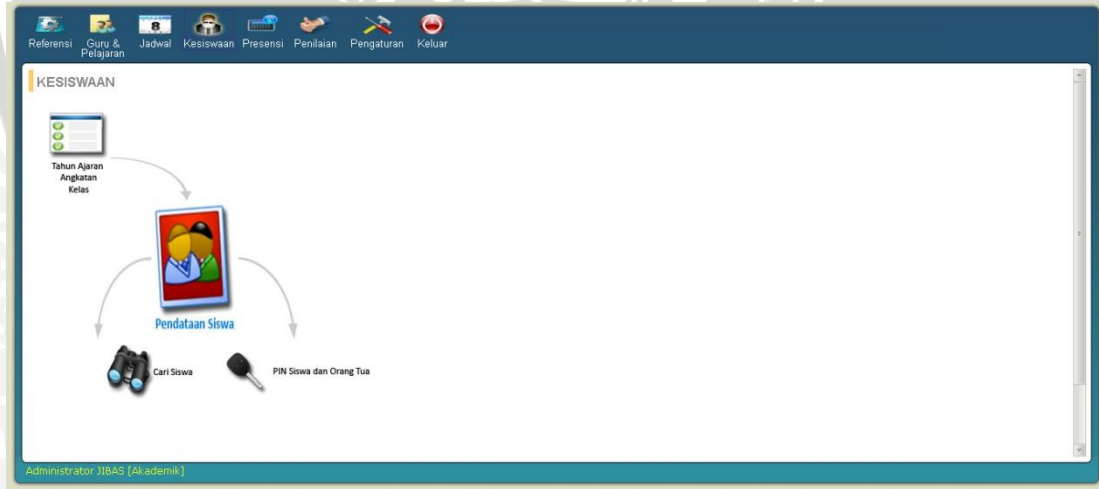 Referensi Guru & Pelajaran Jadwal Kesiswaan Presensi Penilaian Pengaturan Keluar
8
KESISWAAN
Tahun Ajaran
Angkatan
Kelas
Pendataan Siswa
Cari Siswa
PIN Siswa dan Orang Tua
Administrator JIBAS [Akademik]